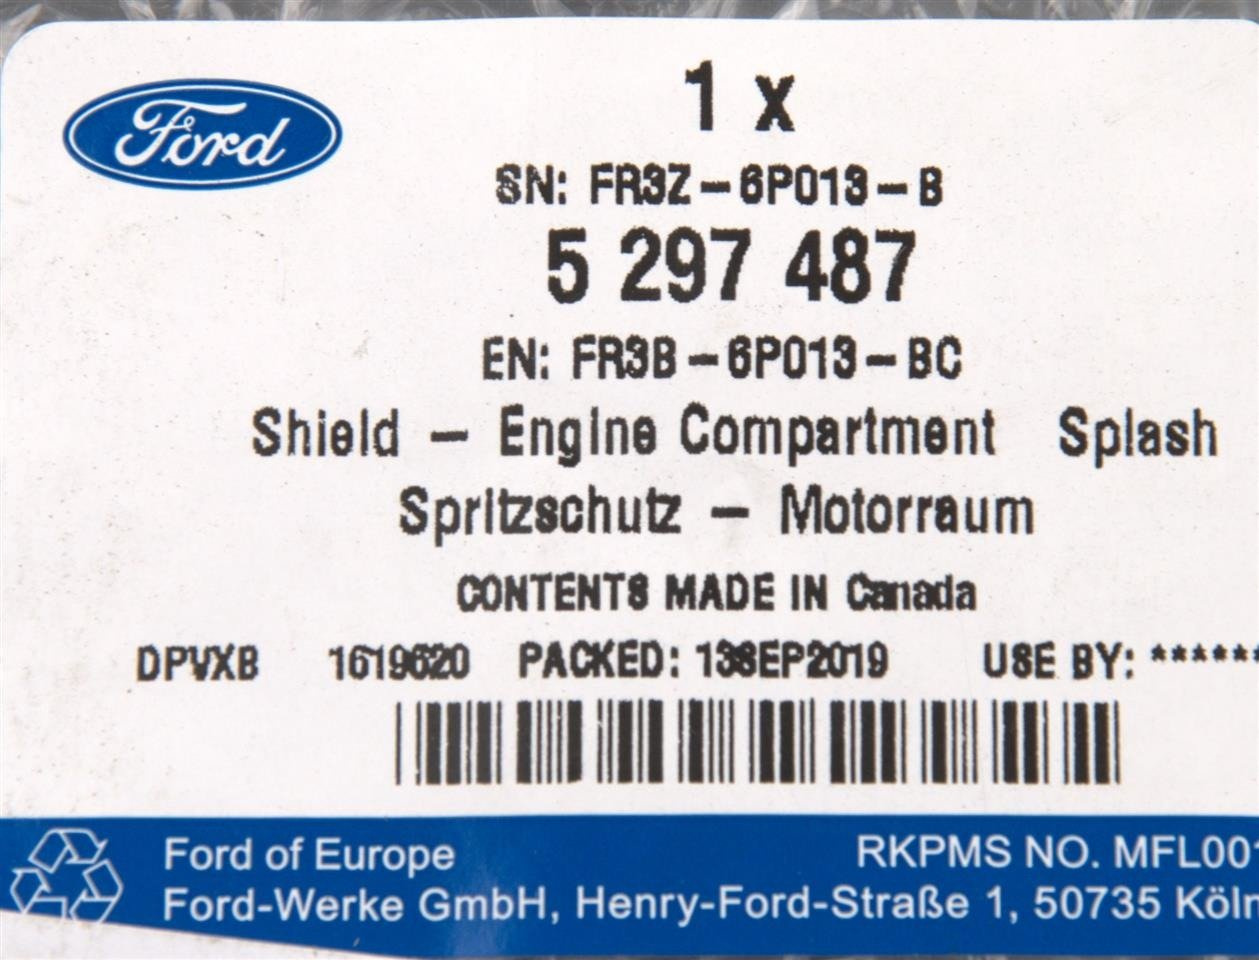 Ford
1 x
SN: FR3Z-6P013-B
5 297 487
EN: FR3B-6P013-BC
Shield - Engine Compartment Splash
Spritzschutz - Motorraum
CONTENTS MADE IN Canada
DPVXB 1619620 PACKED: 13SEP2019 USE BY: ******
Ford of Europe
RKPMS NO. MFL001
Ford-Werke GmbH, Henry-Ford-Straße 1, 50735 Köln